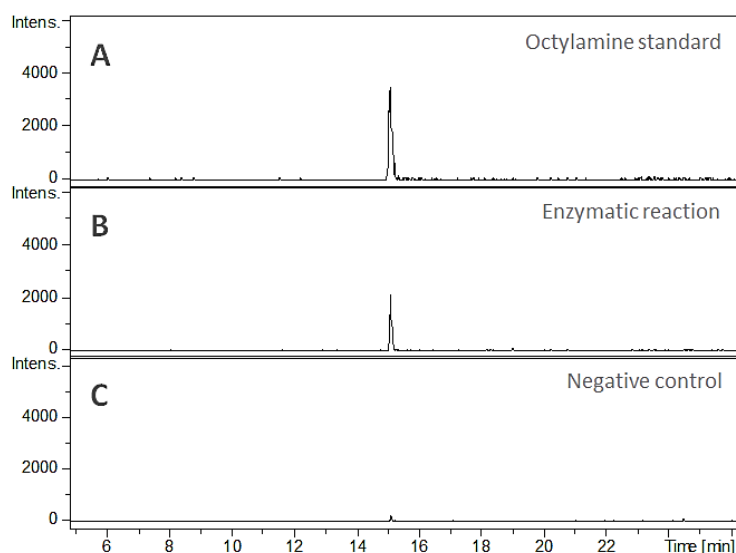 Intens.
A
Octylamine standard
4000
2000
0
Intens.
B
Enzymatic reaction
4000
2000
0
Intens.
C
Negative control
4000
2000
0
6 8 10 12 14 16 18 20 22 Time [min]